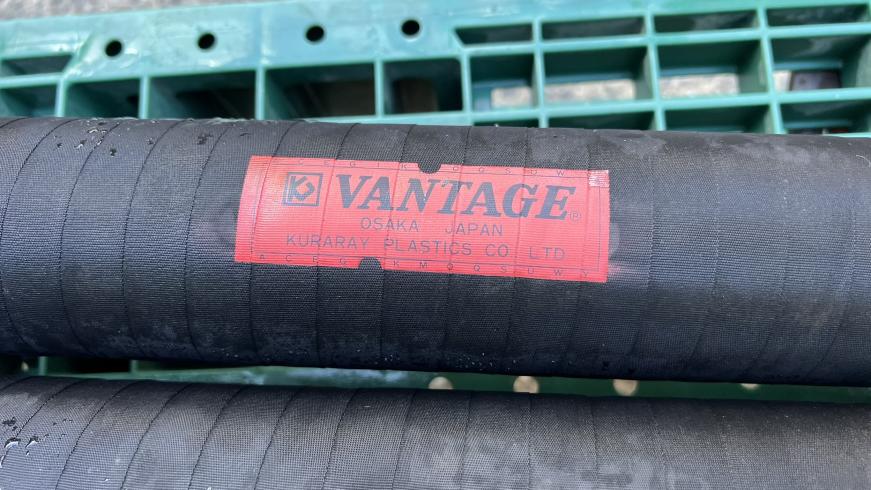 C E G I K O Q S U W
VANTAGE®
OSAKA JAPAN
KURARAY PLASTICS CO. LTD
A C E G K M O Q S U W Y